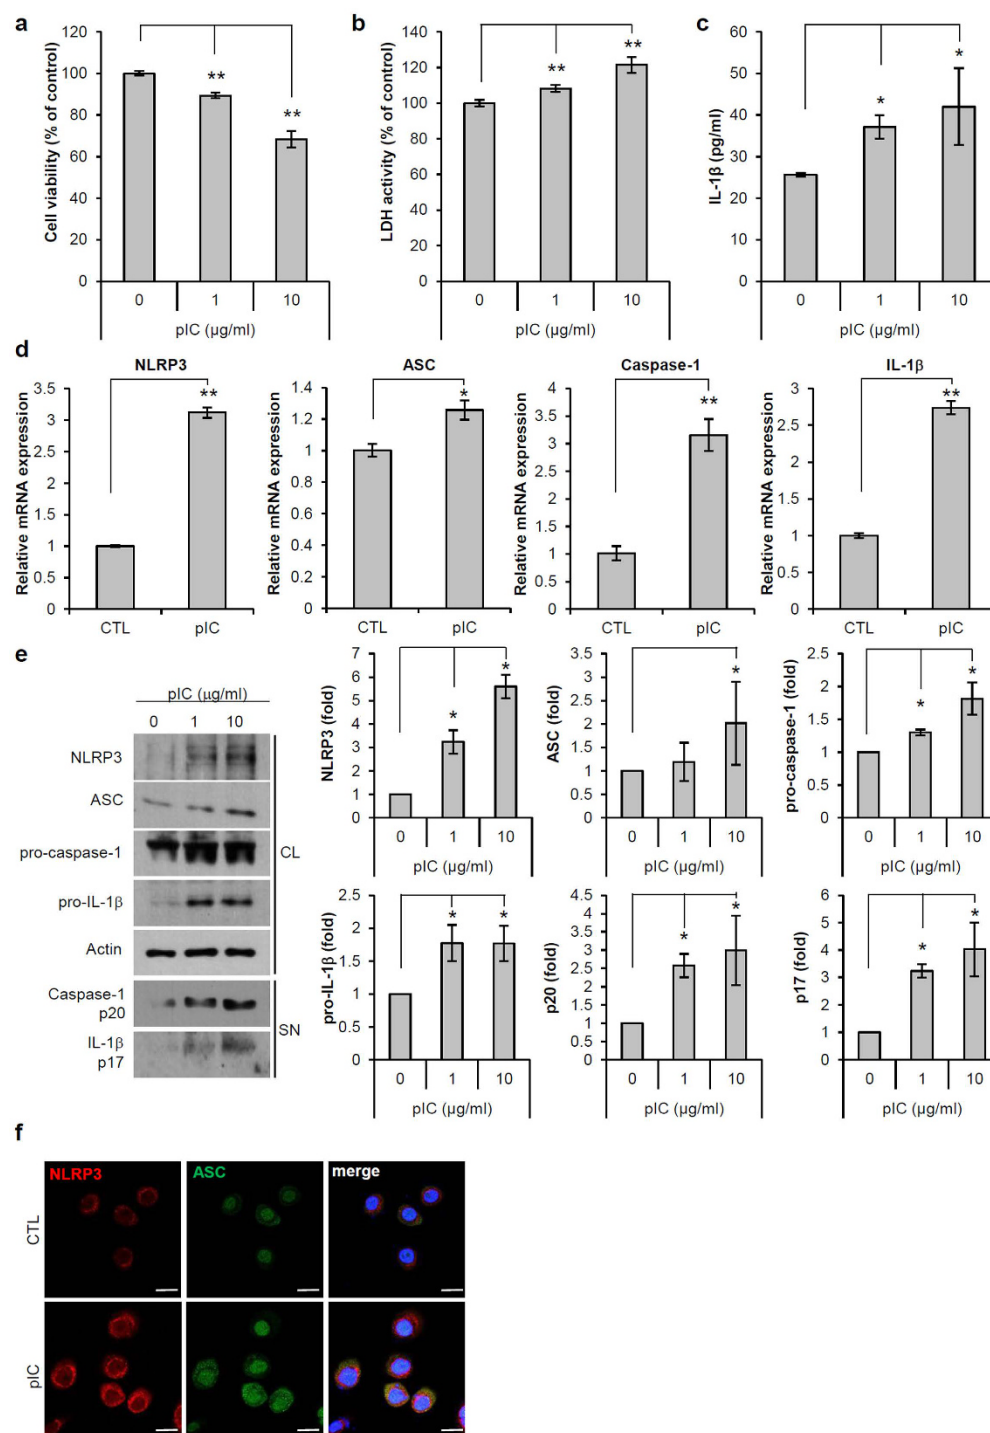 a
Cell viability (% of control)
120
100
80
60
40
20
0
**
**
0 1 10
pIC (µg/ml)
b
LDH activity (% of control)
140
120
100
80
60
40
20
0
**
**
0 1 10
pIC (µg/ml)
c
IL-1β (pg/ml)
60
50
40
30
20
10
0
*
*
0 1 10
pIC (µg/ml)
d
NLRP3
Relative mRNA expression
3.5
3
2.5
2
1.5
1
0.5
0
**
CTL pIC
ASC
Relative mRNA expression
1.4
1.2
1
0.8
0.6
0.4
0.2
0
*
CTL pIC
Caspase-1
Relative mRNA expression
4
3.5
3
2.5
2
1.5
1
0.5
0
**
CTL pIC
IL-1β
Relative mRNA expression
3
2.5
2
1.5
1
0.5
0
**
CTL pIC
e
pIC (µg/ml)
0 1 10
NLRP3
ASC
pro-caspase-1
pro-IL-1β
Actin
CL
Caspase-1
p20
IL-1β
p17
SN
NLRP3 (fold)
7
6
5
4
3
2
1
0
*
*
0 1 10
pIC (µg/ml)
ASC (fold)
3.5
3
2.5
2
1.5
1
0.5
0
*
0 1 10
pIC (µg/ml)
pro-caspase-1 (fold)
2.5
2
1.5
1
0.5
0
*
*
0 1 10
pIC (µg/ml)
pro-IL-1β (fold)
2.5
2
1.5
1
0.5
0
* *
0 1 10
pIC (µg/ml)
p20 (fold)
5
4.5
4
3.5
3
2.5
2
1.5
1
0.5
0
*
*
0 1 10
pIC (µg/ml)
p17 (fold)
6
5
4
3
2
1
0
*
*
0 1 10
pIC (µg/ml)
f
NLRP3 ASC merge
CTL
pIC